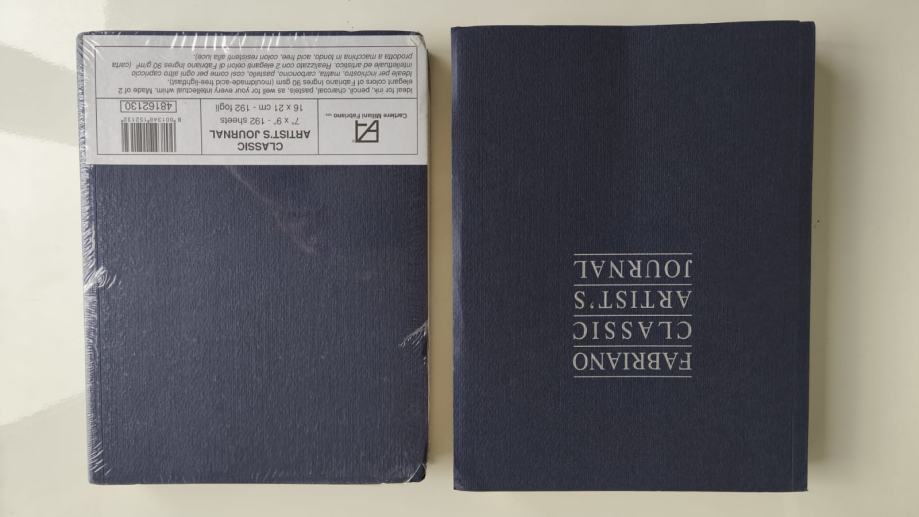 Cartiere Miliani Fabriano
CLASSIC
ARTIST'S JOURNAL
7" x 9" - 192 sheets
16 x 21 cm - 192 fogli
8 001348 152132
48162130
Ideal for ink, pencil, charcoal, pastels, as well for your every intellectual whim. Made of 2
elegant colors of Fabriano Ingres 90 gsm (mouldmade-acid free-lightfast).
Ideale per inchiostro, matita, carboncino, pastello, così come per ogni altro capriccio
intellettuale ed artistico. Realizzato con 2 eleganti colori di Fabriano Ingres 90 g/m² (carta
prodotta a macchina in tondo, acid free, colori resistenti alla luce).
FABRIANO
CLASSIC
ARTIST'S
JOURNAL